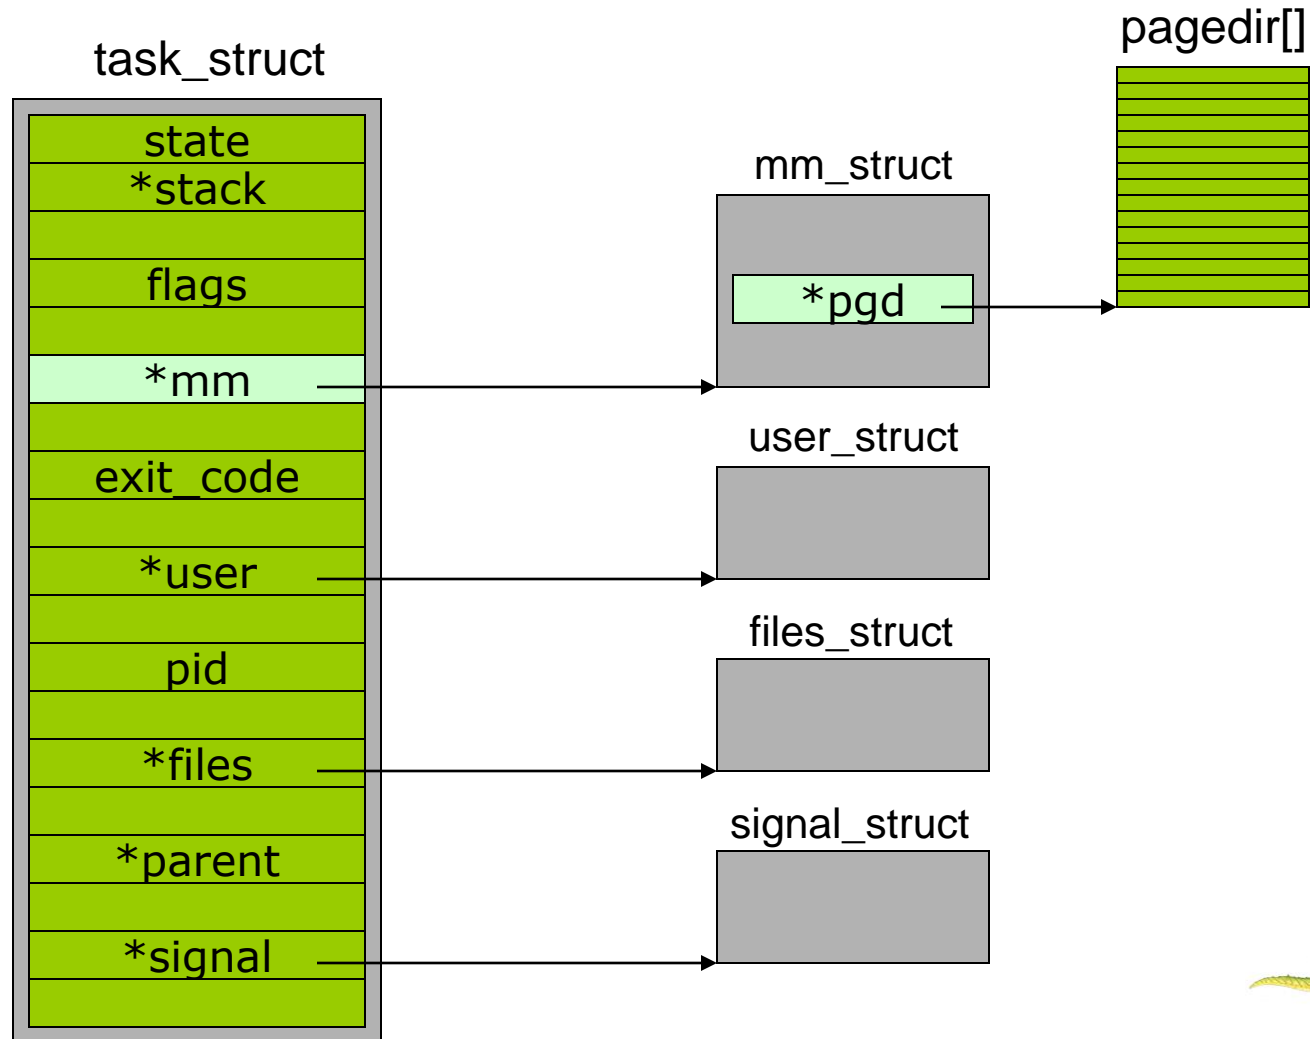 task_struct
state
*stack
flags
*mm
exit_code
*user
pid
*files
*parent
*signal
mm_struct
*pgd
user_struct
files_struct
signal_struct
pagedir[]